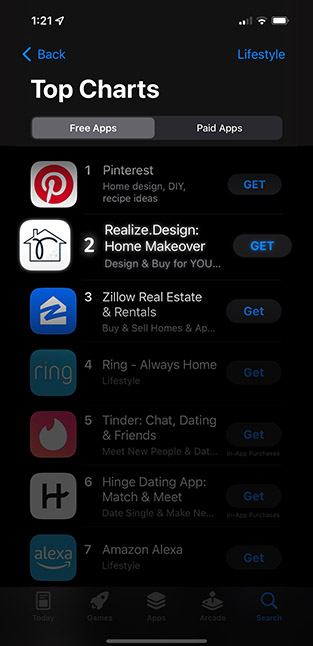 1:21
Back
Lifestyle
Top Charts
Free Apps
Paid Apps
1 Pinterest
Home design, DIY,
recipe ideas
GET
2 Realize.Design:
Home Makeover
Design & Buy for YOU...
GET
3 Zillow Real Estate
& Rentals
Buy & Sell Homes & Ap...
Get
ring
4 Ring - Always Home
Lifestyle
Get
5 Tinder: Chat, Dating
& Friends
Meet New People & Dat...
Get
In-App Purchases
6 Hinge Dating App:
Match & Meet
Date Single & Make Ne...
Get
In-App Purchases
alexa
7 Amazon Alexa
Lifestyle
Get
Today
Games
Apps
Arcade
Search